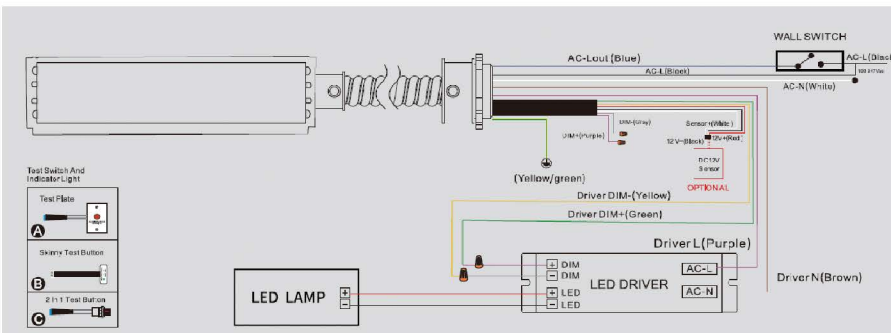 WALL SWITCH
AC-Lout (Blue)
AC-L(Black)
AC-L(Black)
AC-N(White)
DIM-(Gray)
DIM+(Purple)
Sensor+(White)
12V-(Black)
12v+(Red)
DC12V
Sensor
OPTIONAL
(Yellow/green)
Driver DIM-(Yellow)
Driver DIM+(Green)
Driver L(Purple)
Driver N(Brown)
Test Switch And
Indicator Light
Test Plate
A
Skinny Test Button
B
2 in 1 Test Button
C
LED LAMP
+
−
+ DIM
− DIM
+ LED
− LED
LED DRIVER
AC-L
AC-N